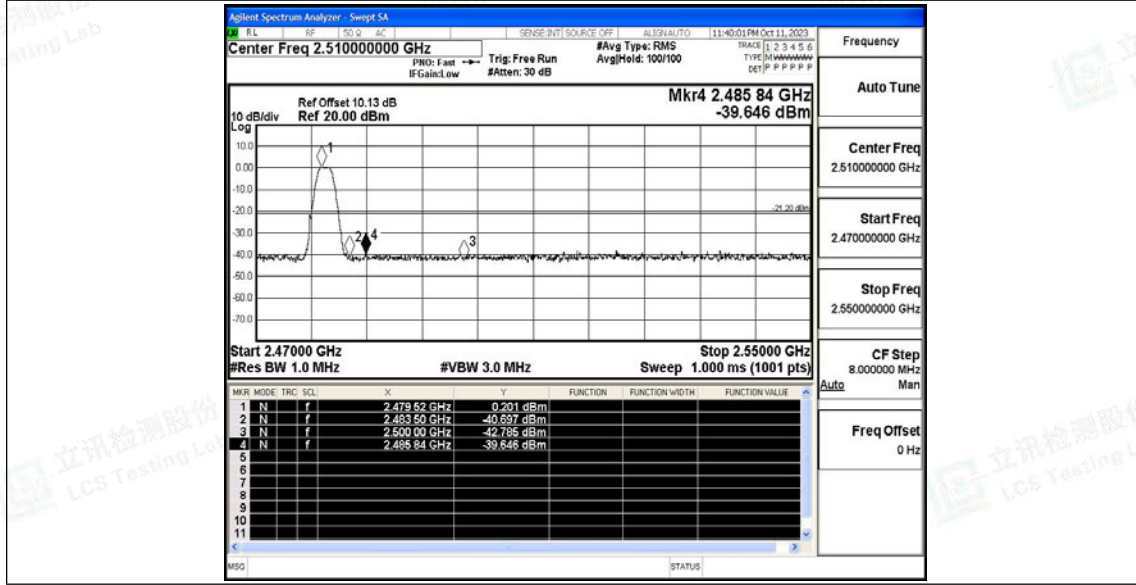 Agilent Spectrum Analyzer - Swept SA
RL RF 50 Ω AC SENSE:INT SOURCE OFF ALIGNAUTO 11:40:01 PM Oct 11, 2023
Center Freq 2.510000000 GHz
PNO: Fast
IFGain:Low
Trig: Free Run
#Atten: 30 dB
#Avg Type: RMS
Avg|Hold: 100/100
TRACE 1 2 3 4 5 6
TYPE M WWWWW
DET P P P P P P
Mkr4 2.485 84 GHz
-39.646 dBm
Ref Offset 10.13 dB
10 dB/div Ref 20.00 dBm
Log
10.0
0.00
-10.0
-20.0
-30.0
-40.0
-50.0
-60.0
-70.0
1
2
4
3
-21.20 dBm
Start 2.47000 GHz Stop 2.55000 GHz
#Res BW 1.0 MHz #VBW 3.0 MHz Sweep 1.000 ms (1001 pts)
MKR MODE TRC SCL X Y FUNCTION FUNCTION WIDTH FUNCTION VALUE
1 N f 2.479 52 GHz 0.201 dBm
2 N f 2.483 50 GHz -40.697 dBm
3 N f 2.500 00 GHz -42.785 dBm
4 N f 2.485 84 GHz -39.646 dBm
5
6
7
8
9
10
11
MSG STATUS
Frequency
Auto Tune
Center Freq
2.510000000 GHz
Start Freq
2.470000000 GHz
Stop Freq
2.550000000 GHz
CF Step
8.000000 MHz
Auto Man
Freq Offset
0 Hz
立讯检测股份
LCS Testing Lab
立讯检测股份
LCS Testing L